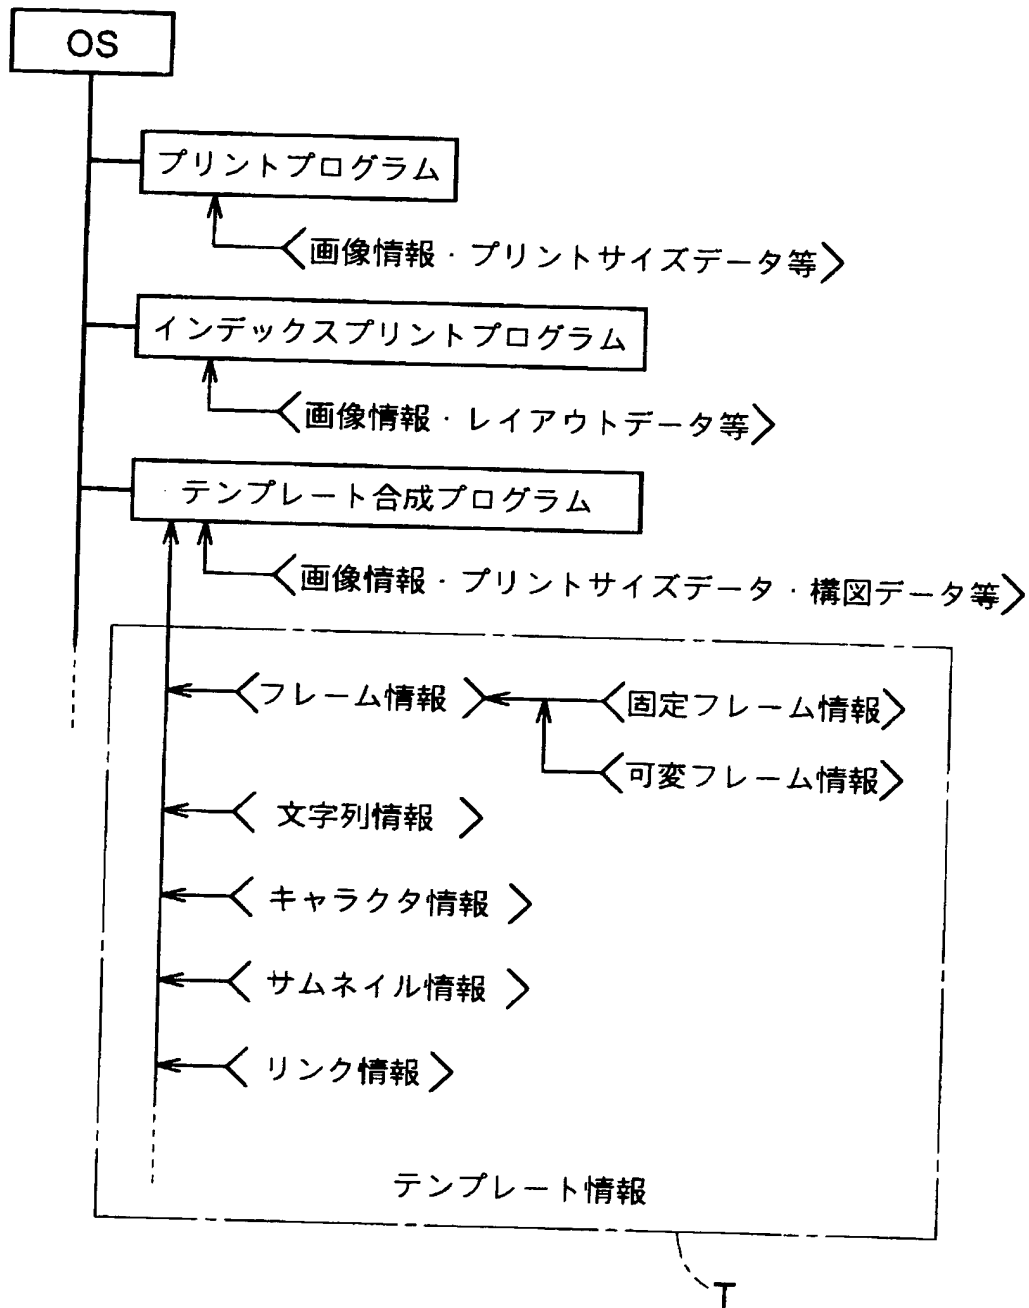 OS
プリントプログラム
画像情報・プリントサイズデータ等
インデックスプリントプログラム
画像情報・レイアウトデータ等
テンプレート合成プログラム
画像情報・プリントサイズデータ・構図データ等
フレーム情報
固定フレーム情報
可変フレーム情報
文字列情報
キャラクタ情報
サムネイル情報
リンク情報
テンプレート情報
T